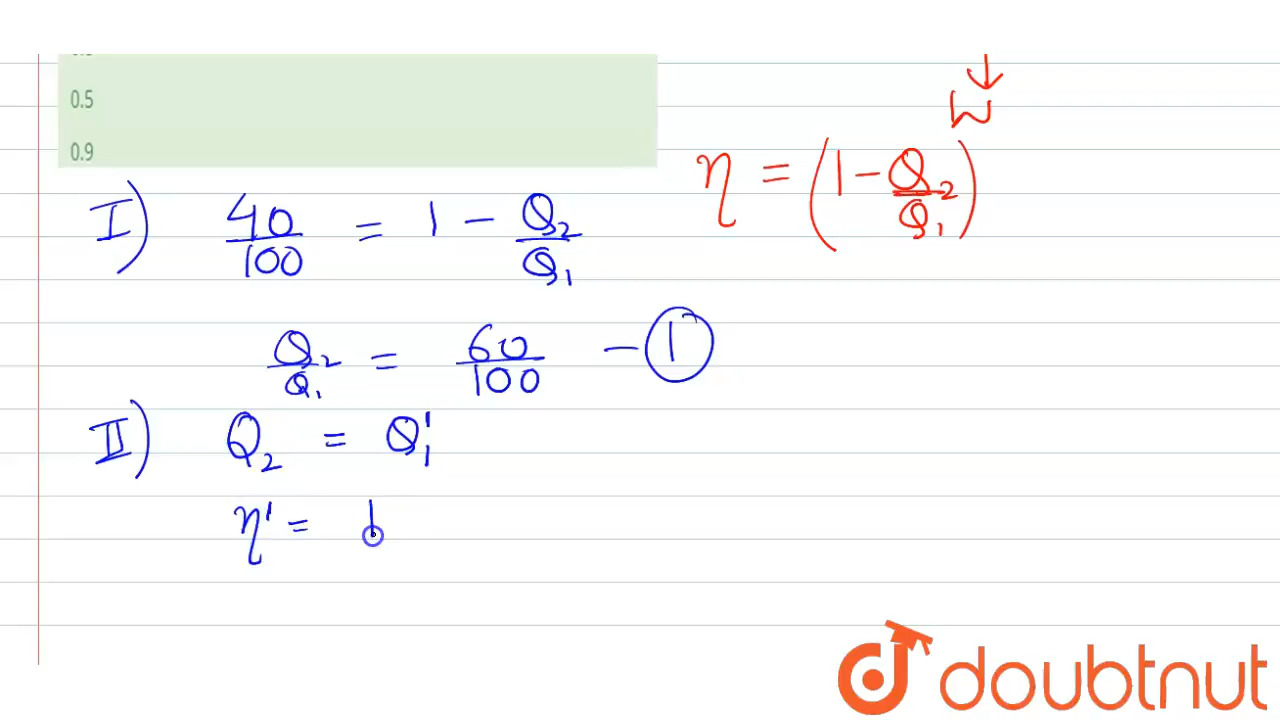 0.5
0.9
W
η = (1 - Q₂/Q₁)
I) 40/100 = 1 - Q₂/Q₁
Q₂/Q₁ = 60/100 - 1
II) Q₂ = Q₁'
η' = 1
doubtnut